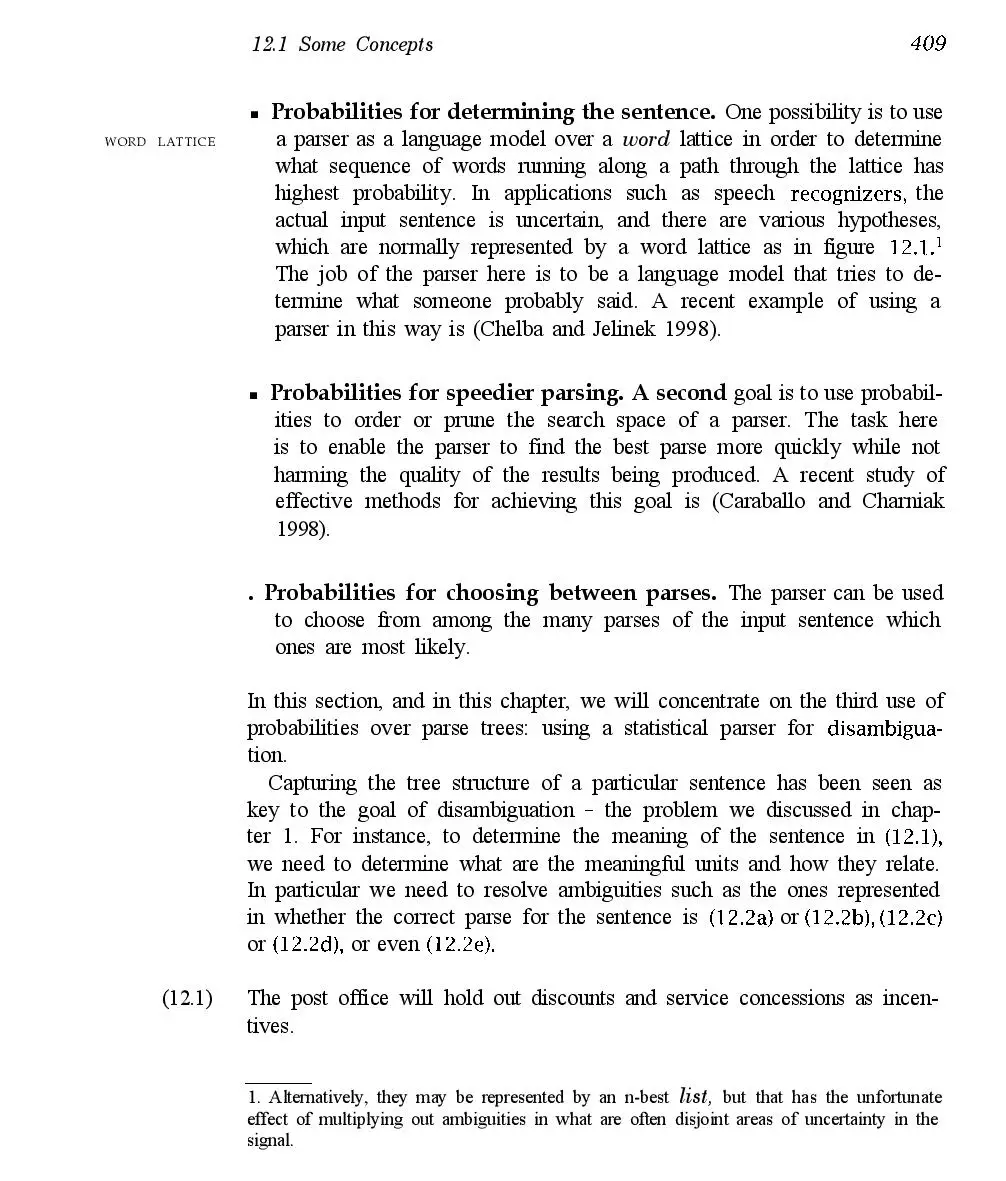 12.1 Some Concepts 409
▪ Probabilities for determining the sentence. One possibility is to use
WORD LATTICE a parser as a language model over a word lattice in order to determine
what sequence of words running along a path through the lattice has
highest probability. In applications such as speech recognizers, the
actual input sentence is uncertain, and there are various hypotheses,
which are normally represented by a word lattice as in figure 12.1.¹
The job of the parser here is to be a language model that tries to de-
termine what someone probably said. A recent example of using a
parser in this way is (Chelba and Jelinek 1998).
▪ Probabilities for speedier parsing. A second goal is to use probabil-
ities to order or prune the search space of a parser. The task here
is to enable the parser to find the best parse more quickly while not
harming the quality of the results being produced. A recent study of
effective methods for achieving this goal is (Caraballo and Charniak
1998).
. Probabilities for choosing between parses. The parser can be used
to choose from among the many parses of the input sentence which
ones are most likely.
In this section, and in this chapter, we will concentrate on the third use of
probabilities over parse trees: using a statistical parser for disambigua-
tion.
Capturing the tree structure of a particular sentence has been seen as
key to the goal of disambiguation – the problem we discussed in chap-
ter 1. For instance, to determine the meaning of the sentence in (12.1),
we need to determine what are the meaningful units and how they relate.
In particular we need to resolve ambiguities such as the ones represented
in whether the correct parse for the sentence is (12.2a) or (12.2b), (12.2c)
or (12.2d), or even (12.2e).
(12.1) The post office will hold out discounts and service concessions as incen-
tives.
1. Alternatively, they may be represented by an n-best list, but that has the unfortunate
effect of multiplying out ambiguities in what are often disjoint areas of uncertainty in the
signal.